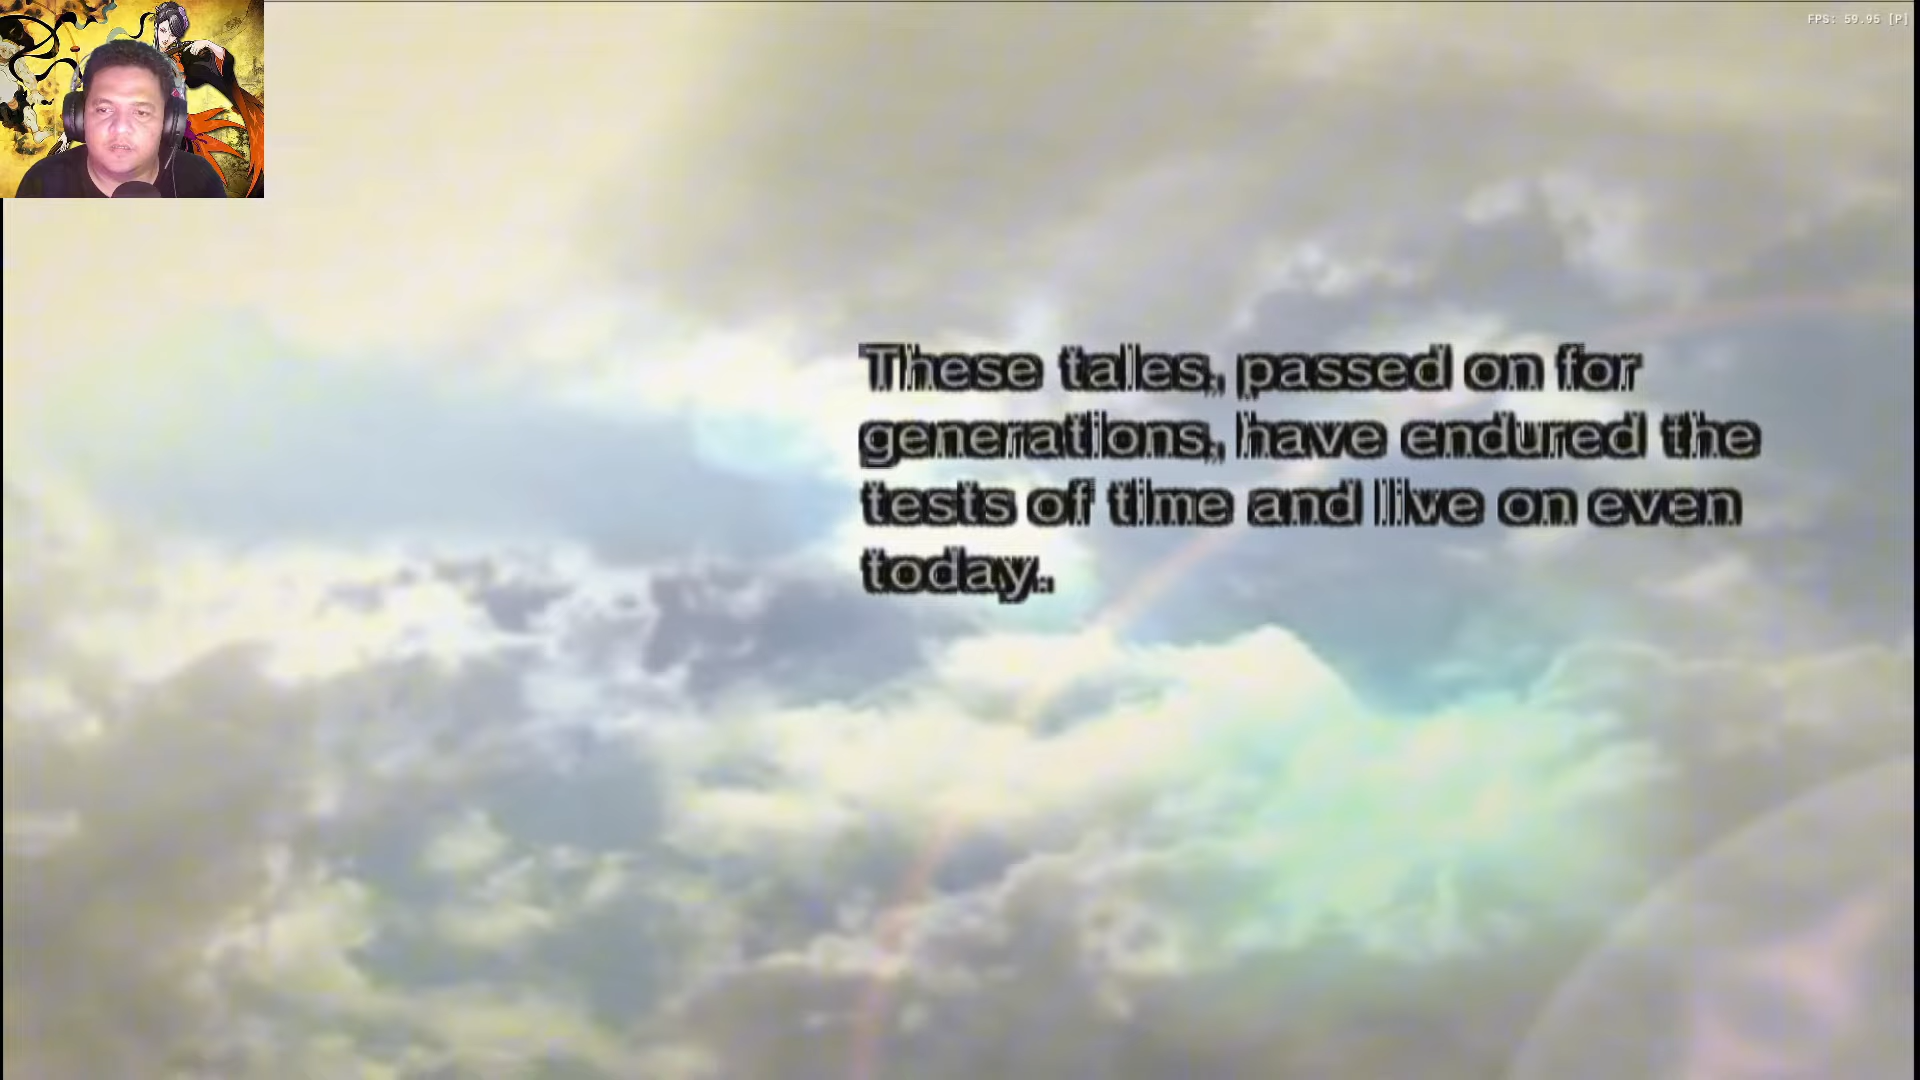 FPS: 59.95 [P]
These tales, passed on for
generations, have endured the
tests of time and live on even
today.